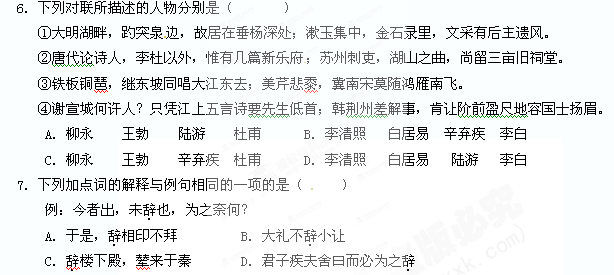 6. 下列对联所描述的人物分别是（ ）
①大明湖畔，趵突泉边，故居在垂杨深处；漱玉集中，金石录里，文采有后主遗风。
②唐代论诗人，李杜以外，惟有几篇新乐府；苏州刺史，湖山之曲，尚留三亩旧祠堂。
③铁板铜琶，继东坡同唱大江东去；美芹悲黍，冀南宋莫随鸿雁南飞。
④谢宣城何许人？只凭江上五言诗要先生低首；韩荆州差解事，肯让阶前盈尺地容国士扬眉。
A. 柳永 王勃 陆游 杜甫 B. 李清照 白居易 辛弃疾 李白
C. 柳永 王勃 辛弃疾 杜甫 D. 李清照 白居易 陆游 李白
7. 下列加点词的解释与例句相同的一项的是（ ）
例：今者出，未辞也，为之奈何？
A. 于是，辞相印不拜 B. 大礼不辞小让
C. 辞楼下殿，辇来于秦 D. 君子疾夫舍曰而必为之辞